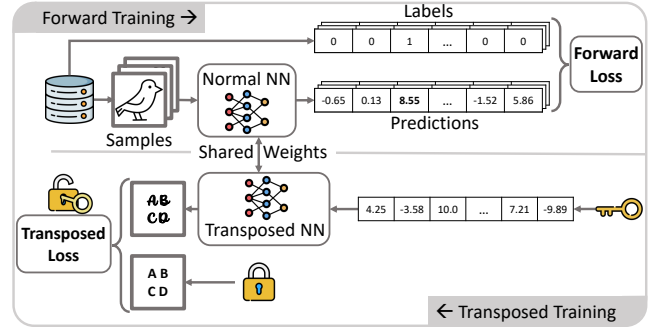 Forward Training →
Labels
0 0 1 ... 0 0
Forward Loss
Normal NN
-0.65 0.13 8.55 ... -1.52 5.86
Samples
Predictions
Shared Weights
A B
C D
Transposed NN
4.25 -3.58 10.0 ... 7.21 -9.89
Transposed Loss
A B
C D
← Transposed Training